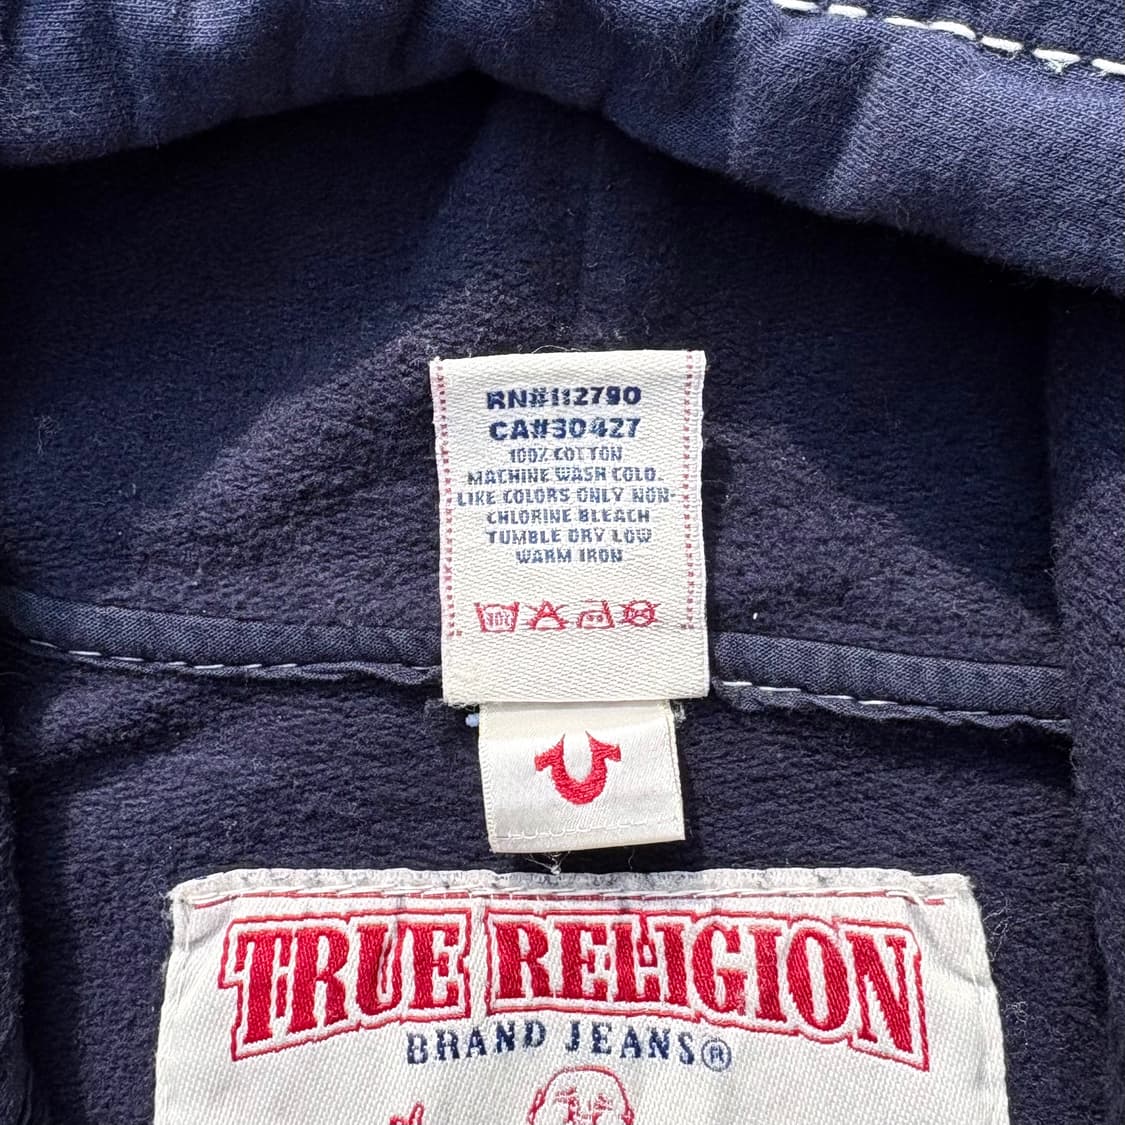 RN#112790
CA#30427
100% COTTON
MACHINE WASH COLD.
LIKE COLORS ONLY NON-
CHLORINE BLEACH
TUMBLE DRY LOW
WARM IRON
TRUE RELIGION
BRAND JEANS®